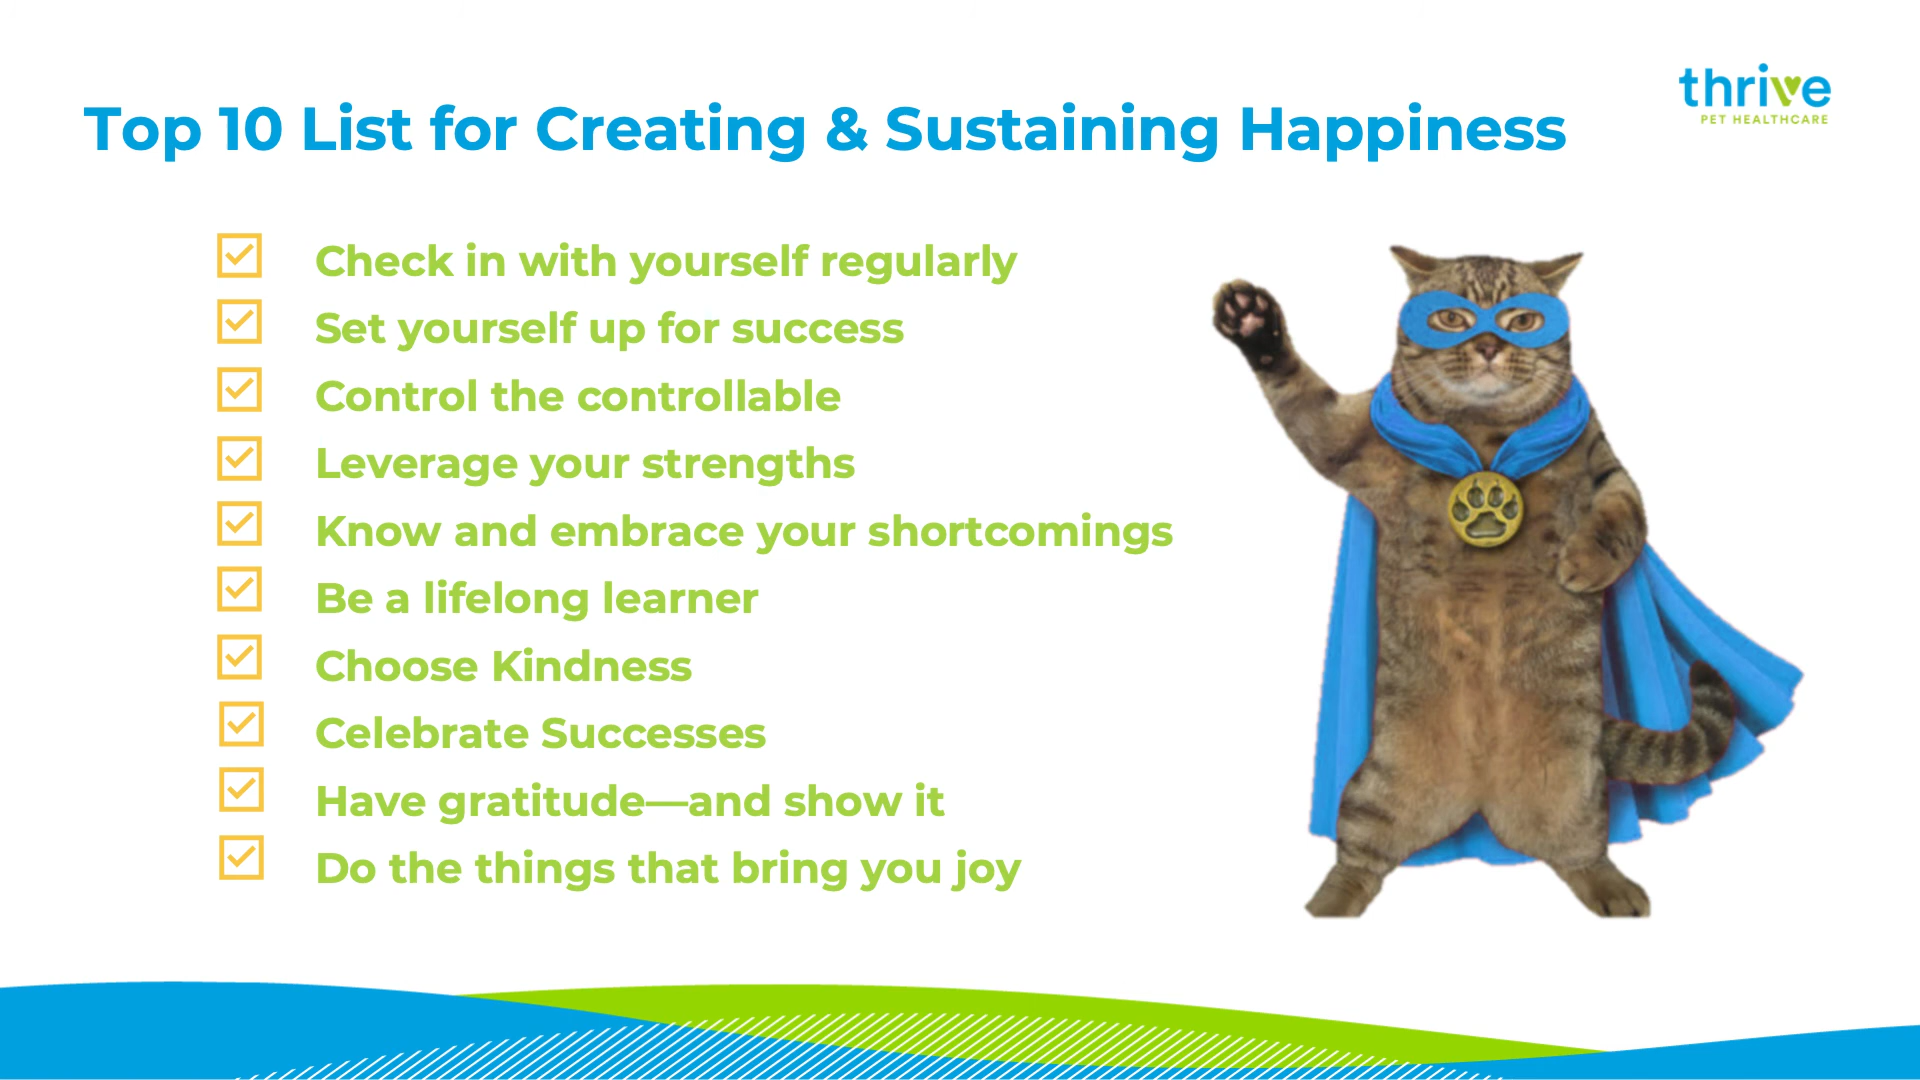 thrive
PET HEALTHCARE
Top 10 List for Creating & Sustaining Happiness
Check in with yourself regularly
Set yourself up for success
Control the controllable
Leverage your strengths
Know and embrace your shortcomings
Be a lifelong learner
Choose Kindness
Celebrate Successes
Have gratitude—and show it
Do the things that bring you joy